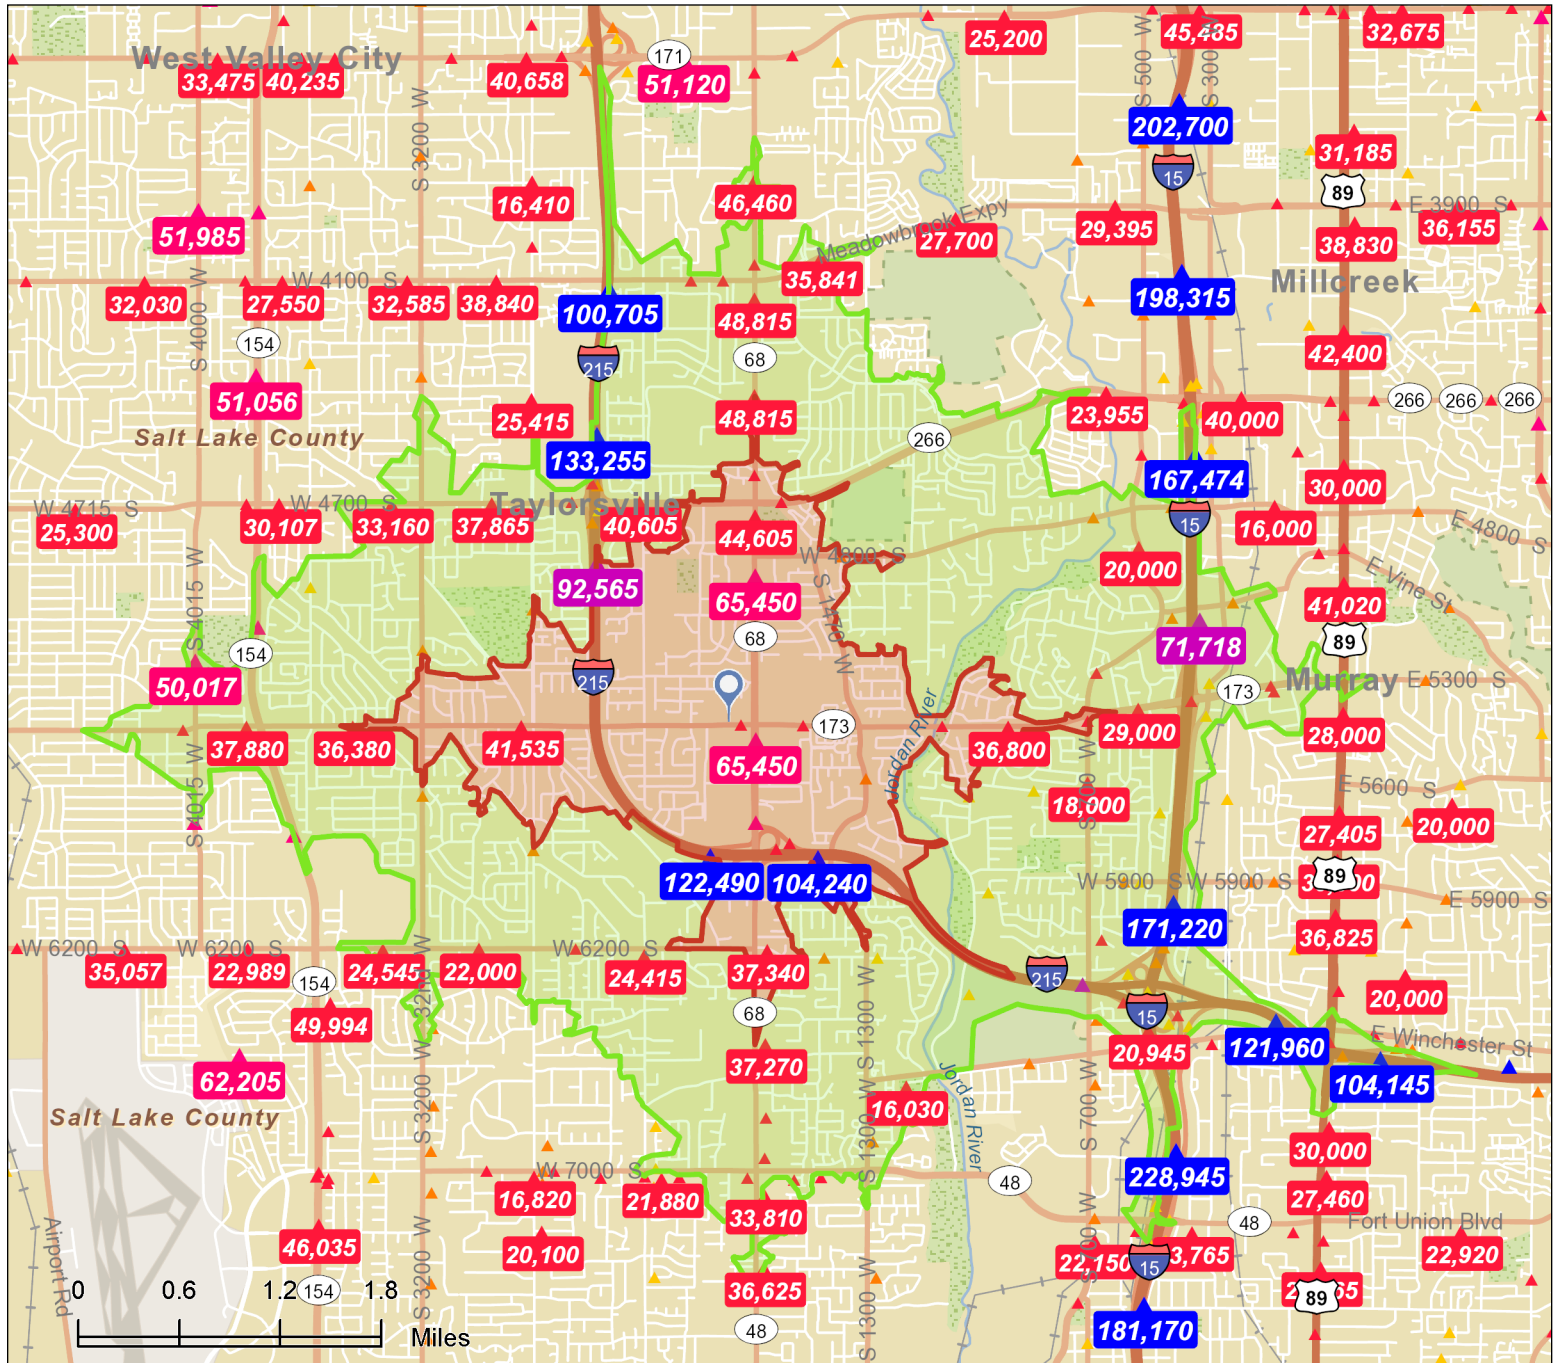 25,200
S 500 W
45,485
S 300 W
32,675
West Valley City
171
33,475
40,235
40,658
51,120
S 3200 W
202,700
31,185
15
89
16,410
46,460
Meadowbrook Expy
27,700
29,395
E 3900 S
36,155
51,985
38,830
W 4100 S
35,841
Millcreek
32,030
27,550
32,585
38,840
100,705
48,815
198,315
S 4000 W
154
215
68
42,400
51,056
266
266
266
25,415
48,815
23,955
40,000
Salt Lake County
266
133,255
167,474
30,000
W 4715 S
W 4700 S
Taylorsville
25,300
30,107
33,160
37,865
40,605
44,605
15
16,000
E 4800 S
W 4800 S
20,000
92,565
65,450
S 1470 W
E Vine St
41,020
S 4015 W
154
68
71,718
89
215
50,017
173
Murray
E 5300 S
37,880
36,380
41,535
173
Jordan River
36,800
29,000
28,000
65,450
S 4015 W
S 700 W
18,000
E 5600 S
27,405
20,000
122,490
104,240
W 5900 S
W 5900 S
89
E 5900 S
171,220
36,825
W 6200 S
W 6200 S
W 6200 S
35,057
22,989
154
24,545
S 3200 W
22,000
24,415
37,340
S 1300 W
215
20,000
49,994
68
15
62,205
37,270
20,945
121,960
E Winchester St
104,145
S 3200 W
S 1300 W
16,030
Jordan River
S 700 W
Salt Lake County
30,000
W 7000 S
48
228,945
16,820
21,880
33,810
27,460
48
Fort Union Blvd
Airport Rd
46,035
S 3200 W
20,100
S 1300 W
22,150
15
3,765
22,920
0
0.6
1.2
154
1.8
36,625
89
Miles
48
181,170